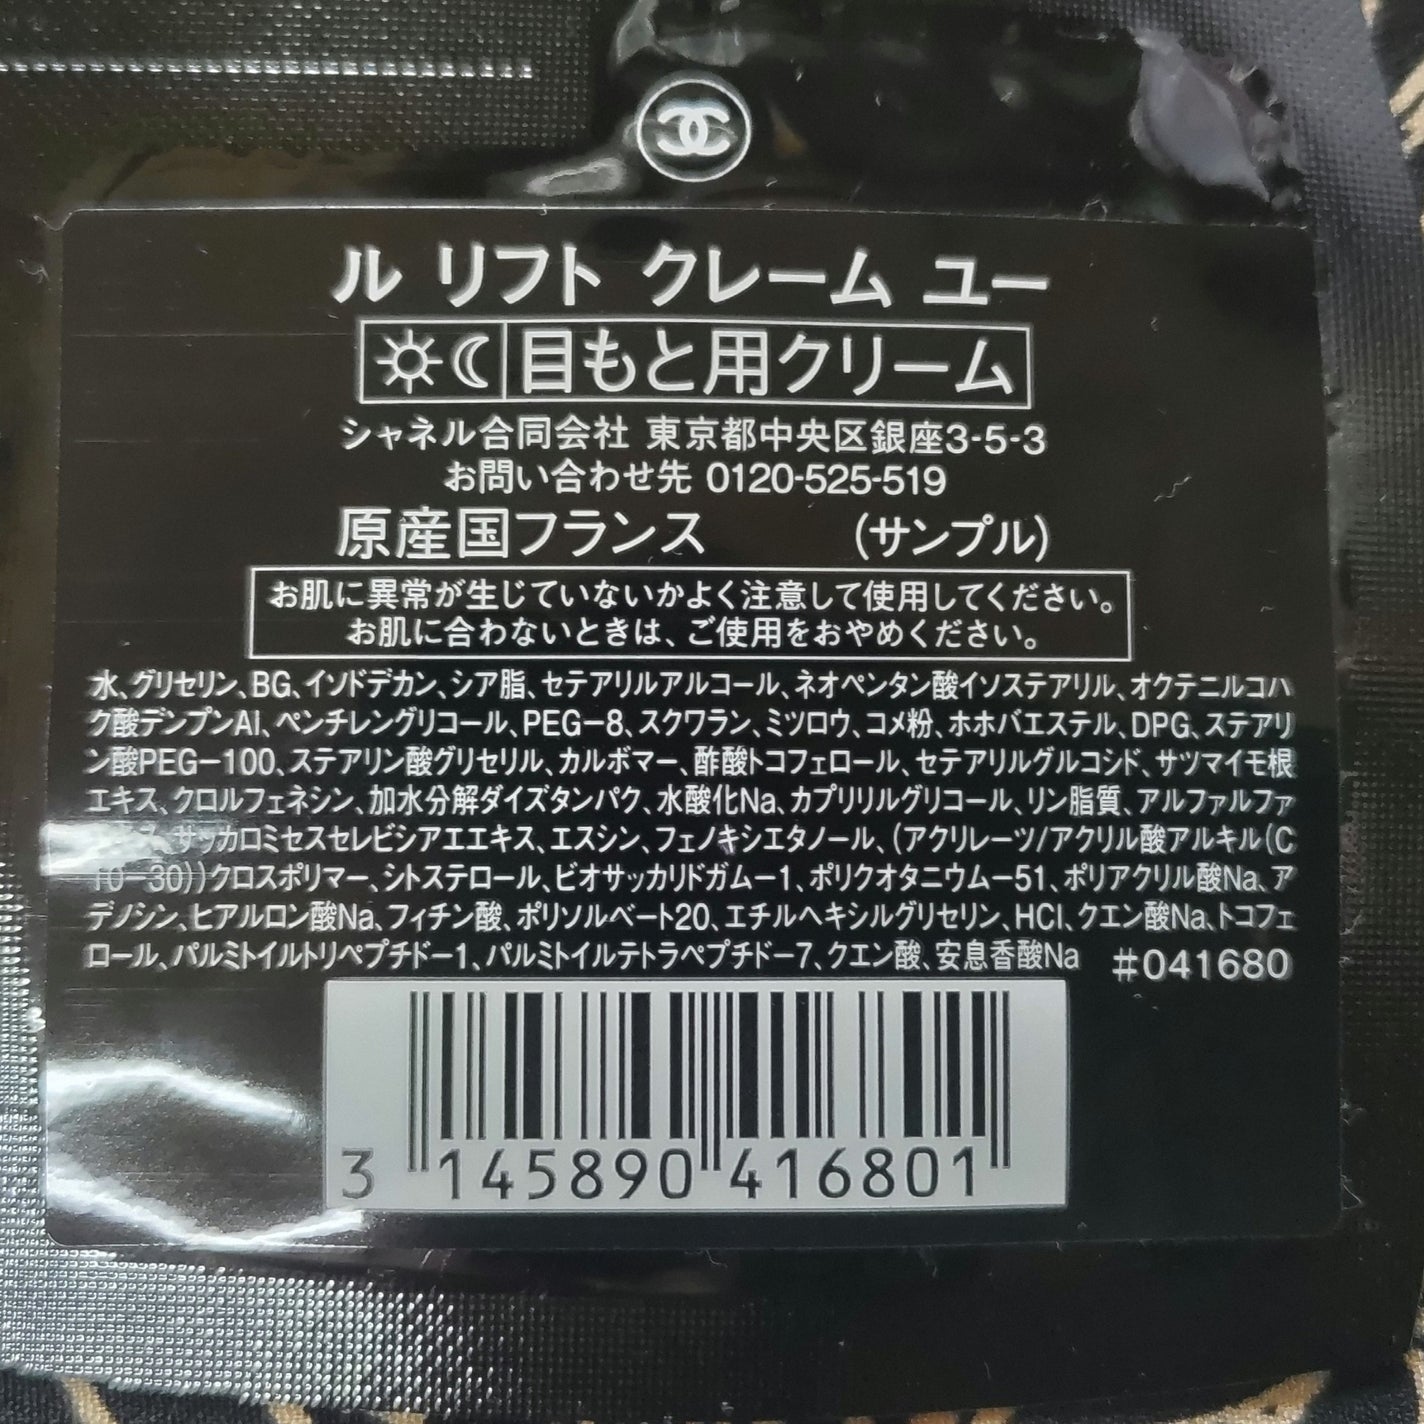 ル リフト クレーム ユー
目もと用クリーム
シャネル合同会社 東京都中央区銀座3-5-3
お問い合わせ先 0120-525-519
原産国フランス (サンプル)
お肌に異常が生じていないかよく注意して使用してください。
お肌に合わないときは、ご使用をおやめください。
水、グリセリン、BG、イソドデカン、シア脂、セテアリルアルコール、ネオペンタン酸イソステアリル、オクテニルコハ
ク酸デンプンAl、ペンチレングリコール、PEG-8、スクワラン、ミツロウ、コメ粉、ホホバエステル、DPG、ステアリ
ン酸PEG-100、ステアリン酸グリセリル、カルボマー、酢酸トコフェロール、セテアリルグルコシド、サツマイモ根
エキス、クロルフェネシン、加水分解ダイズタンパク、水酸化Na、カプリリルグリコール、リン脂質、アルファルファ
サッカロミセスセレビシアエエキス、エスシン、フェノキシエタノール、(アクリレーツ/アクリル酸アルキル(C
10-30))クロスポリマー、シトステロール、ビオサッカリドガム-1、ポリクオタニウム-51、ポリアクリル酸Na、ア
デノシン、ヒアルロン酸Na、フィチン酸、ポリソルベート20、エチルヘキシルグリセリン、HCl、クエン酸Na、トコフェ
ロール、パルミトイルトリペプチド-1、パルミトイルテトラペプチド-7、クエン酸、安息香酸Na #041680
3 145890 416801